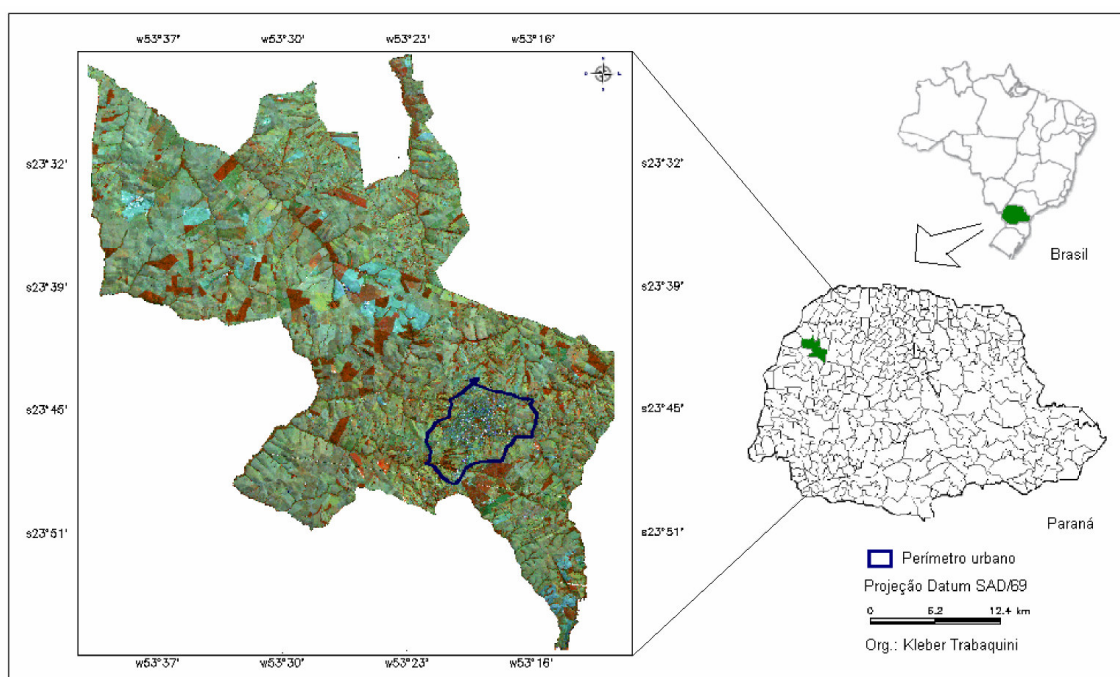 w53°37' w53°30' w53°23' w53°16'
s23°32' s23°32'
s23°39' s23°39'
s23°45' s23°45'
s23°51' s23°51'
w53°37' w53°30' w53°23' w53°16'
Brasil
Paraná
Perímetro urbano
Projeção Datum SAD/69
0 6.2 12.4 km
Org.: Kleber Trabaquini